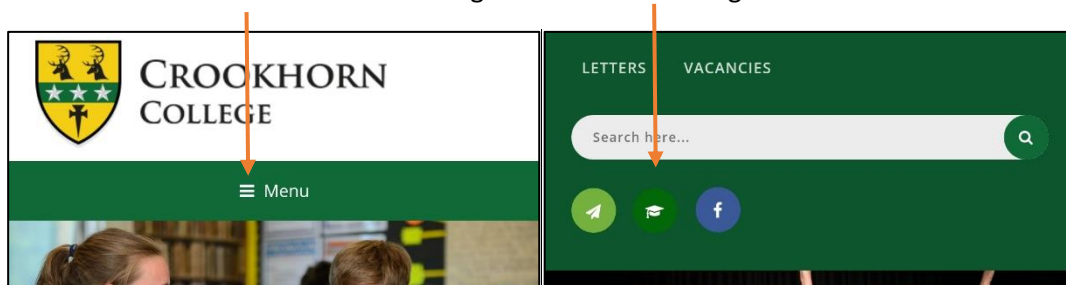 CROOKHORN
COLLEGE
Menu
LETTERS VACANCIES
Search here...
f